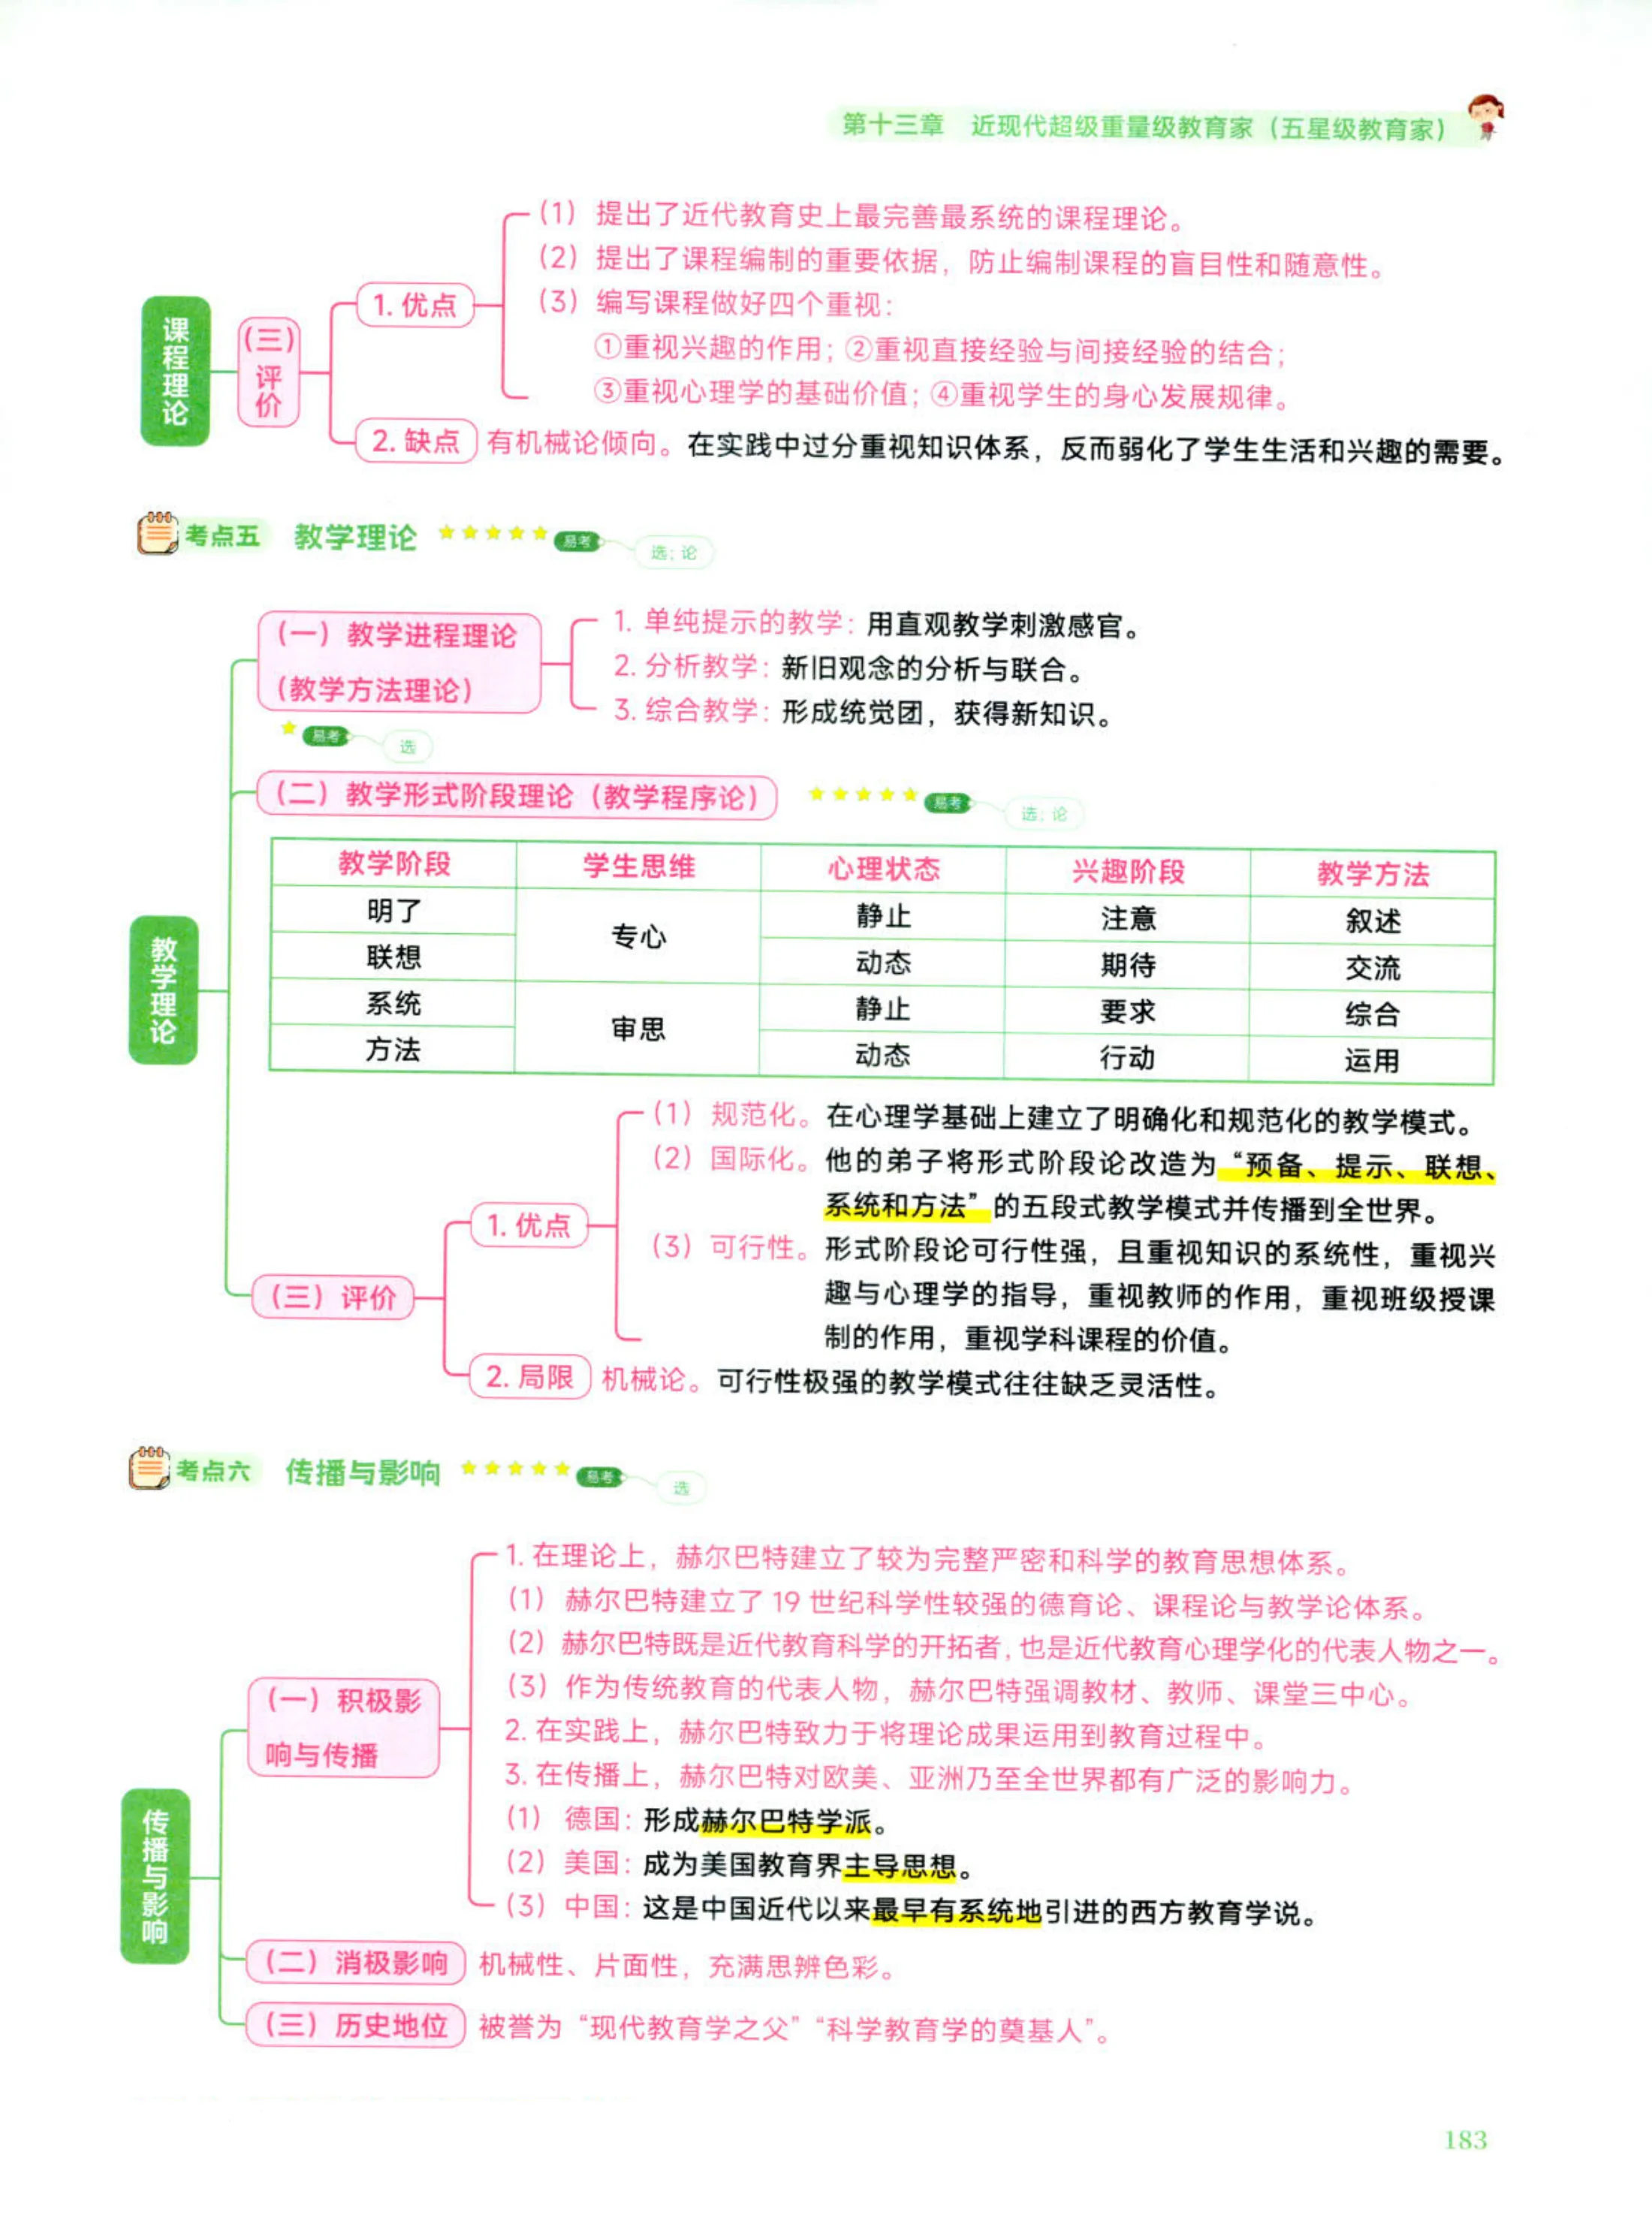 第十三章 近现代超级重量级教育家（五星级教育家）
课程理论
（三）评价
1. 优点
（1）提出了近代教育史上最完善最系统的课程理论。
（2）提出了课程编制的重要依据，防止编制课程的盲目性和随意性。
（3）编写课程做好四个重视：
①重视兴趣的作用；②重视直接经验与间接经验的结合；
③重视心理学的基础价值；④重视学生的身心发展规律。
2. 缺点 有机械论倾向。在实践中过分重视知识体系，反而弱化了学生生活和兴趣的需要。
考点五 教学理论 ★★★★★ 易考 选；论
教学理论
（一）教学进程理论
（教学方法理论）
★ 易考 选
1. 单纯提示的教学：用直观教学刺激感官。
2. 分析教学：新旧观念的分析与联合。
3. 综合教学：形成统觉团，获得新知识。
（二）教学形式阶段理论（教学程序论） ★★★★★ 易考 选；论
教学阶段 学生思维 心理状态 兴趣阶段 教学方法
明了 专心 静止 注意 叙述
联想 动态 期待 交流
系统 审思 静止 要求 综合
方法 动态 行动 运用
（三）评价
1. 优点
（1）规范化。在心理学基础上建立了明确化和规范化的教学模式。
（2）国际化。他的弟子将形式阶段论改造为“预备、提示、联想、
系统和方法”的五段式教学模式并传播到全世界。
（3）可行性。形式阶段论可行性强，且重视知识的系统性，重视兴
趣与心理学的指导，重视教师的作用，重视班级授课
制的作用，重视学科课程的价值。
2. 局限 机械论。可行性极强的教学模式往往缺乏灵活性。
考点六 传播与影响 ★★★★★ 易考 选
传播与影响
（一）积极影
响与传播
1. 在理论上，赫尔巴特建立了较为完整严密和科学的教育思想体系。
（1）赫尔巴特建立了 19 世纪科学性较强的德育论、课程论与教学论体系。
（2）赫尔巴特既是近代教育科学的开拓者，也是近代教育心理学化的代表人物之一。
（3）作为传统教育的代表人物，赫尔巴特强调教材、教师、课堂三中心。
2. 在实践上，赫尔巴特致力于将理论成果运用到教育过程中。
3. 在传播上，赫尔巴特对欧美、亚洲乃至全世界都有广泛的影响力。
（1）德国：形成赫尔巴特学派。
（2）美国：成为美国教育界主导思想。
（3）中国：这是中国近代以来最早有系统地引进的西方教育学说。
（二）消极影响 机械性、片面性，充满思辨色彩。
（三）历史地位 被誉为“现代教育学之父”“科学教育学的奠基人”。
183